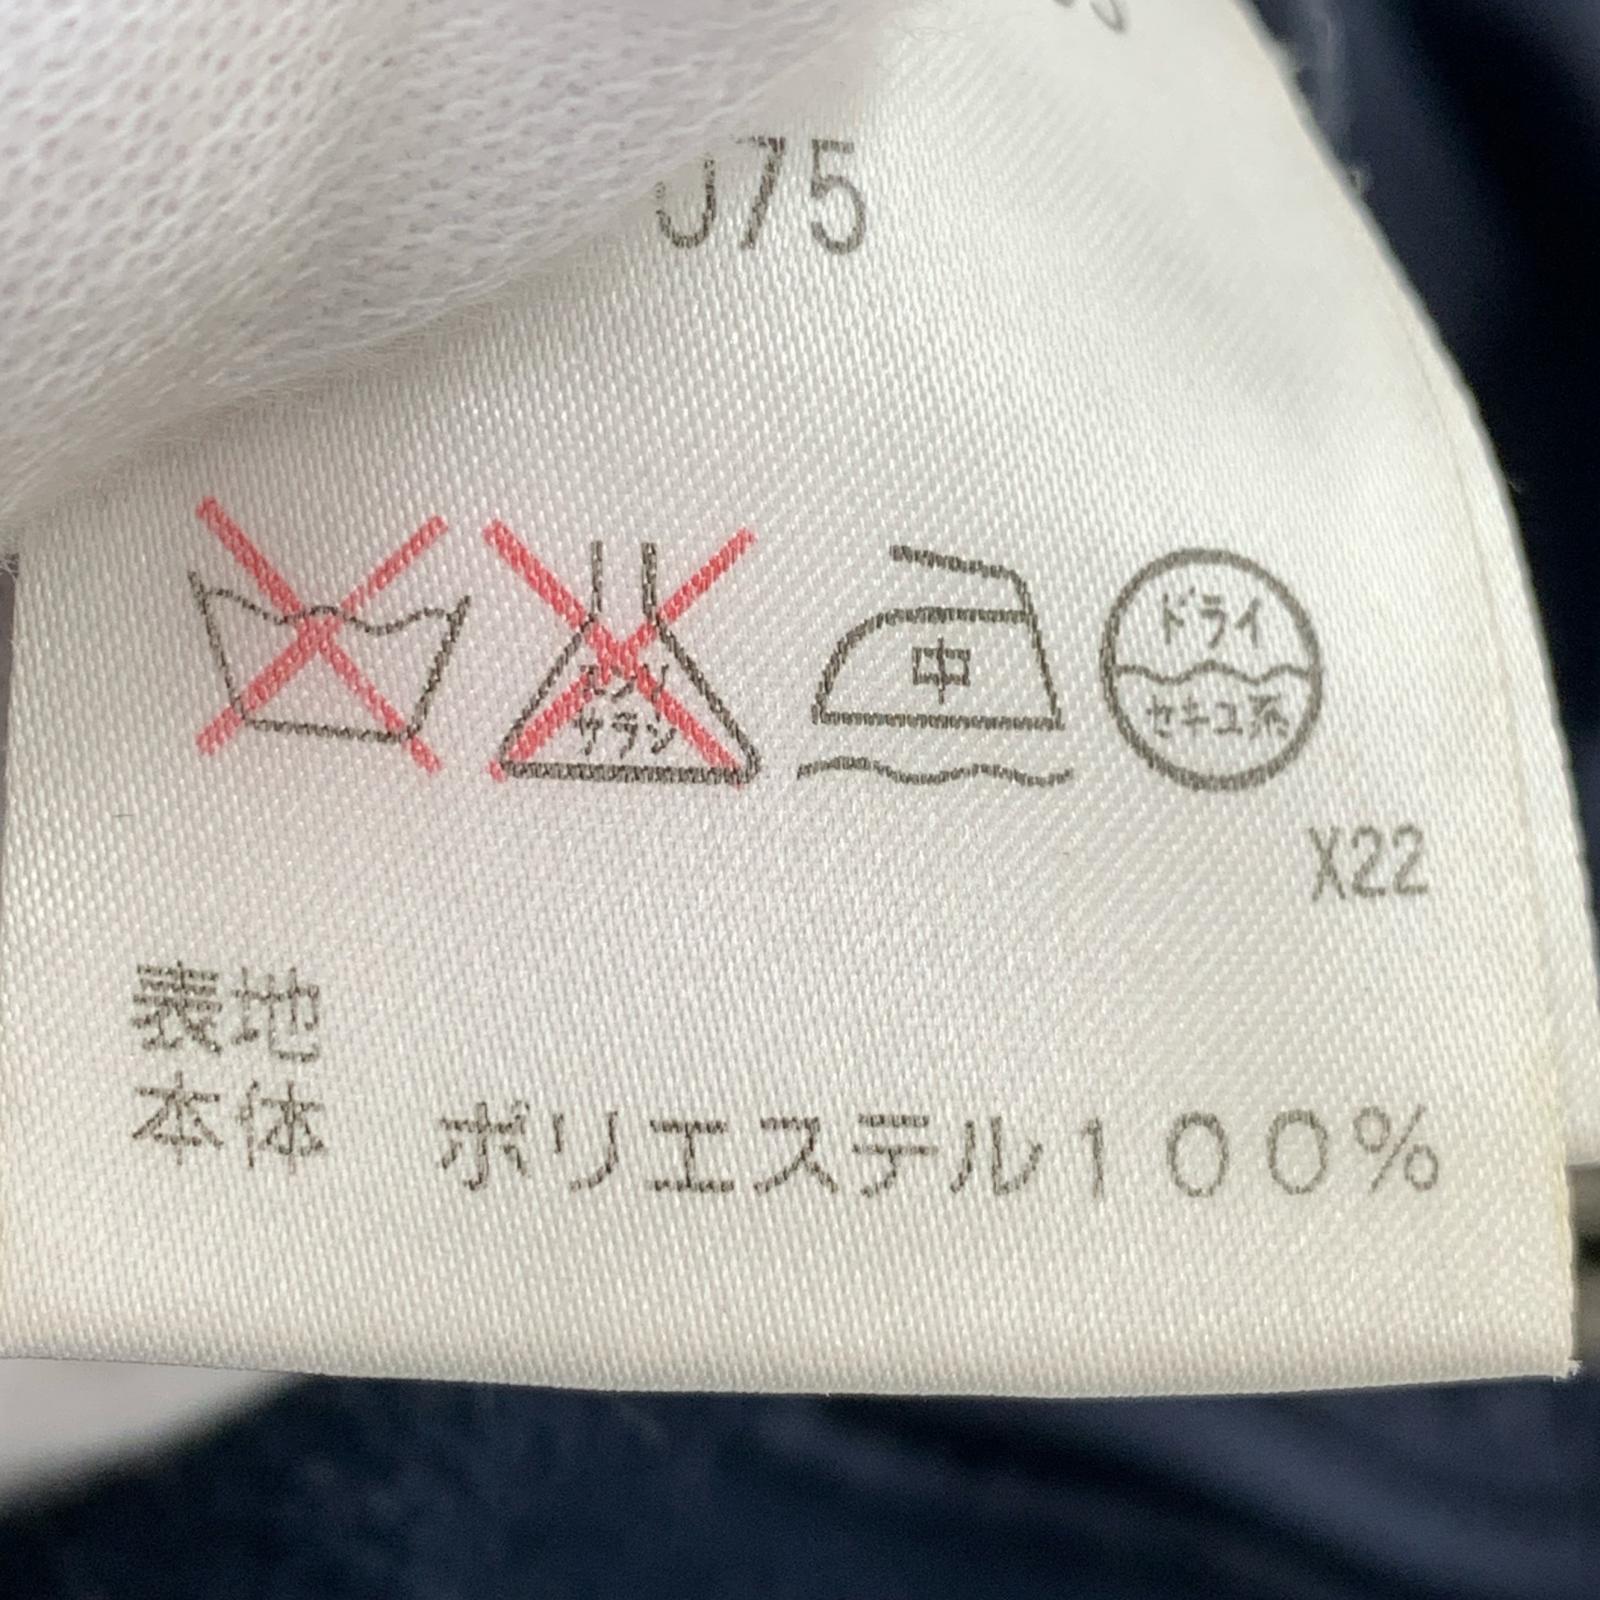 075
エンソ
サラシ
中
ドライ
セキユ系
X22
表地
本体 ポリエステル100%